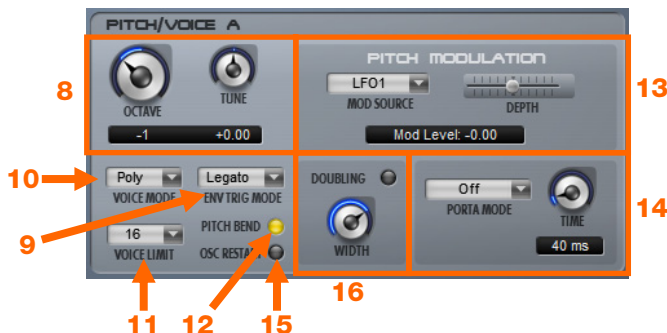 PITCH/VOICE A
8
OCTAVE
TUNE
-1
+0.00
PITCH MODULATION
LFO1
MOD SOURCE
DEPTH
Mod Level: -0.00
13
10
Poly
VOICE MODE
Legato
ENV TRIG MODE
9
16
VOICE LIMIT
PITCH BEND
OSC RESTART
DOUBLING
WIDTH
Off
PORTA MODE
TIME
40 ms
14
11
12
15
16